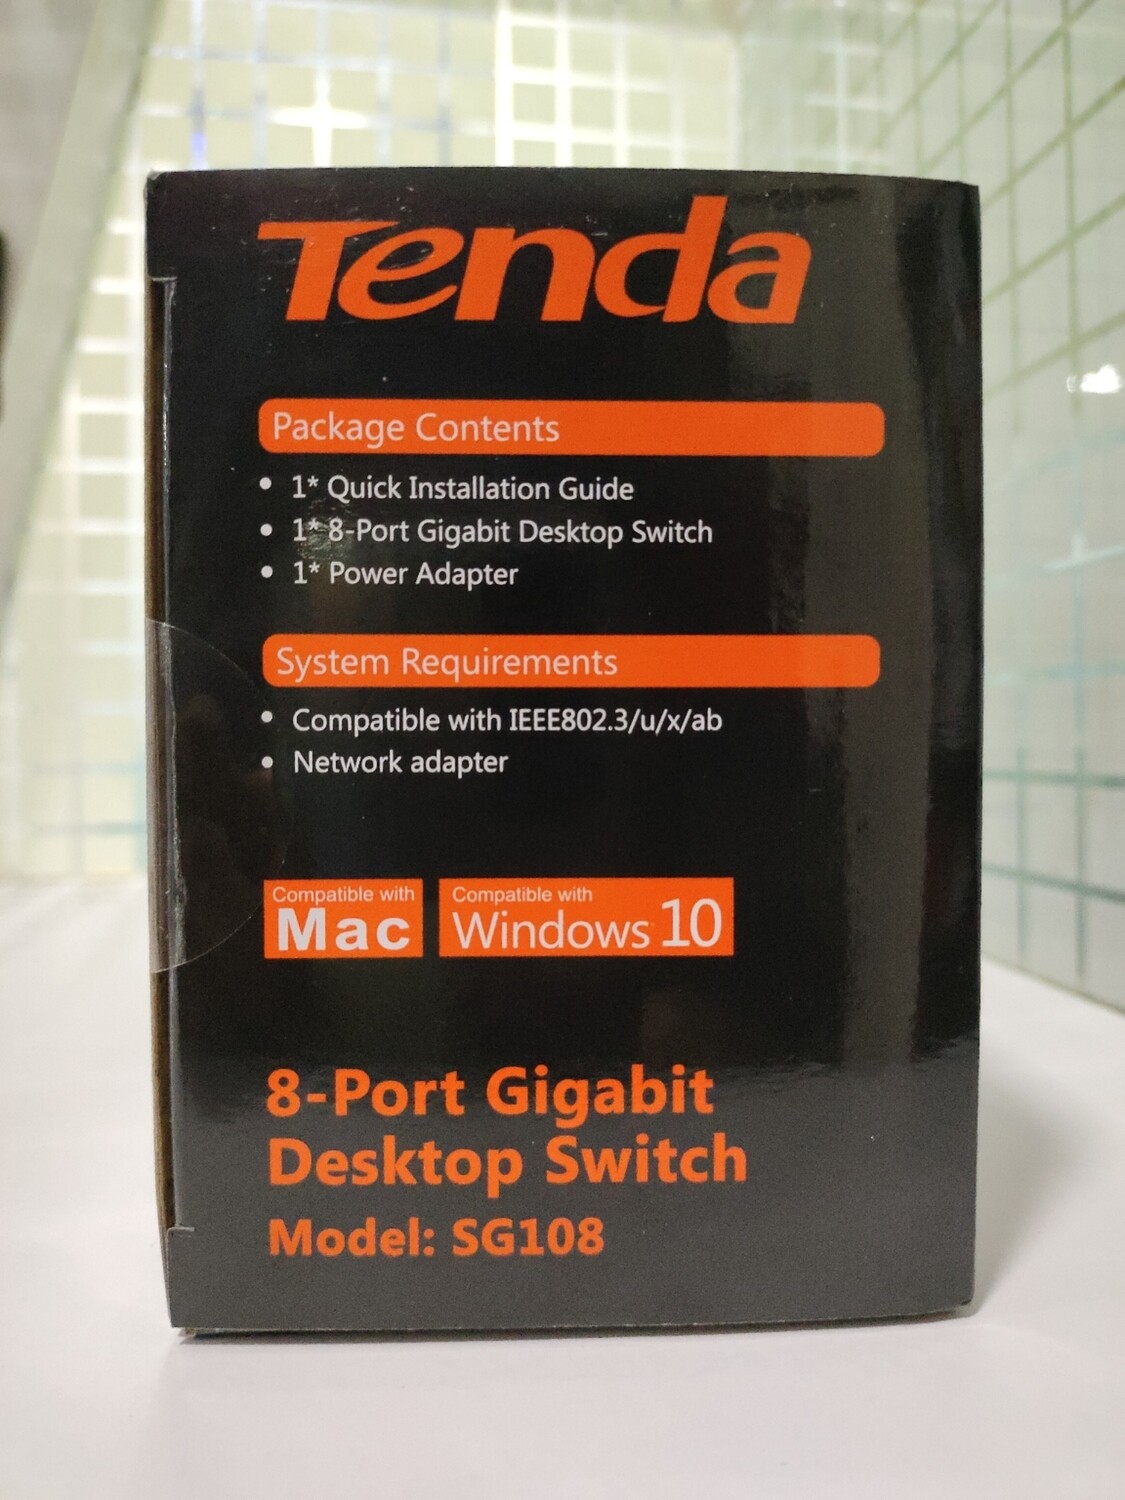 Tenda
Package Contents
• 1* Quick Installation Guide
• 1* 8-Port Gigabit Desktop Switch
• 1* Power Adapter
System Requirements
• Compatible with IEEE802.3/u/x/ab
• Network adapter
Compatible with
Mac
Compatible with
Windows 10
8-Port Gigabit
Desktop Switch
Model: SG108